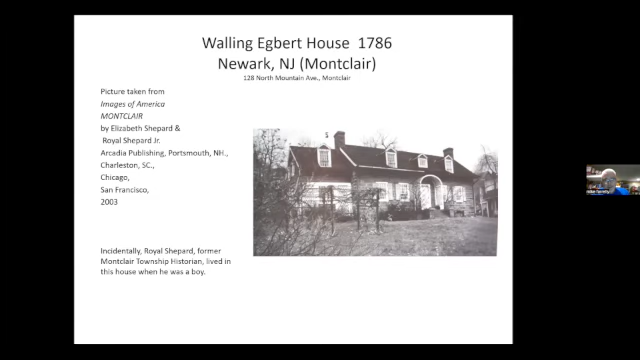 Walling Egbert House 1786
Newark, NJ (Montclair)
128 North Mountain Ave., Montclair
Picture taken from
Images of America
MONTCLAIR
by Elizabeth Shepard &
Royal Shepard Jr.
Arcadia Publishing, Portsmouth, NH.,
Charleston, SC.,
Chicago,
San Francisco,
2003
Incidentally, Royal Shepard, former
Montclair Township Historian, lived in
this house when he was a boy.